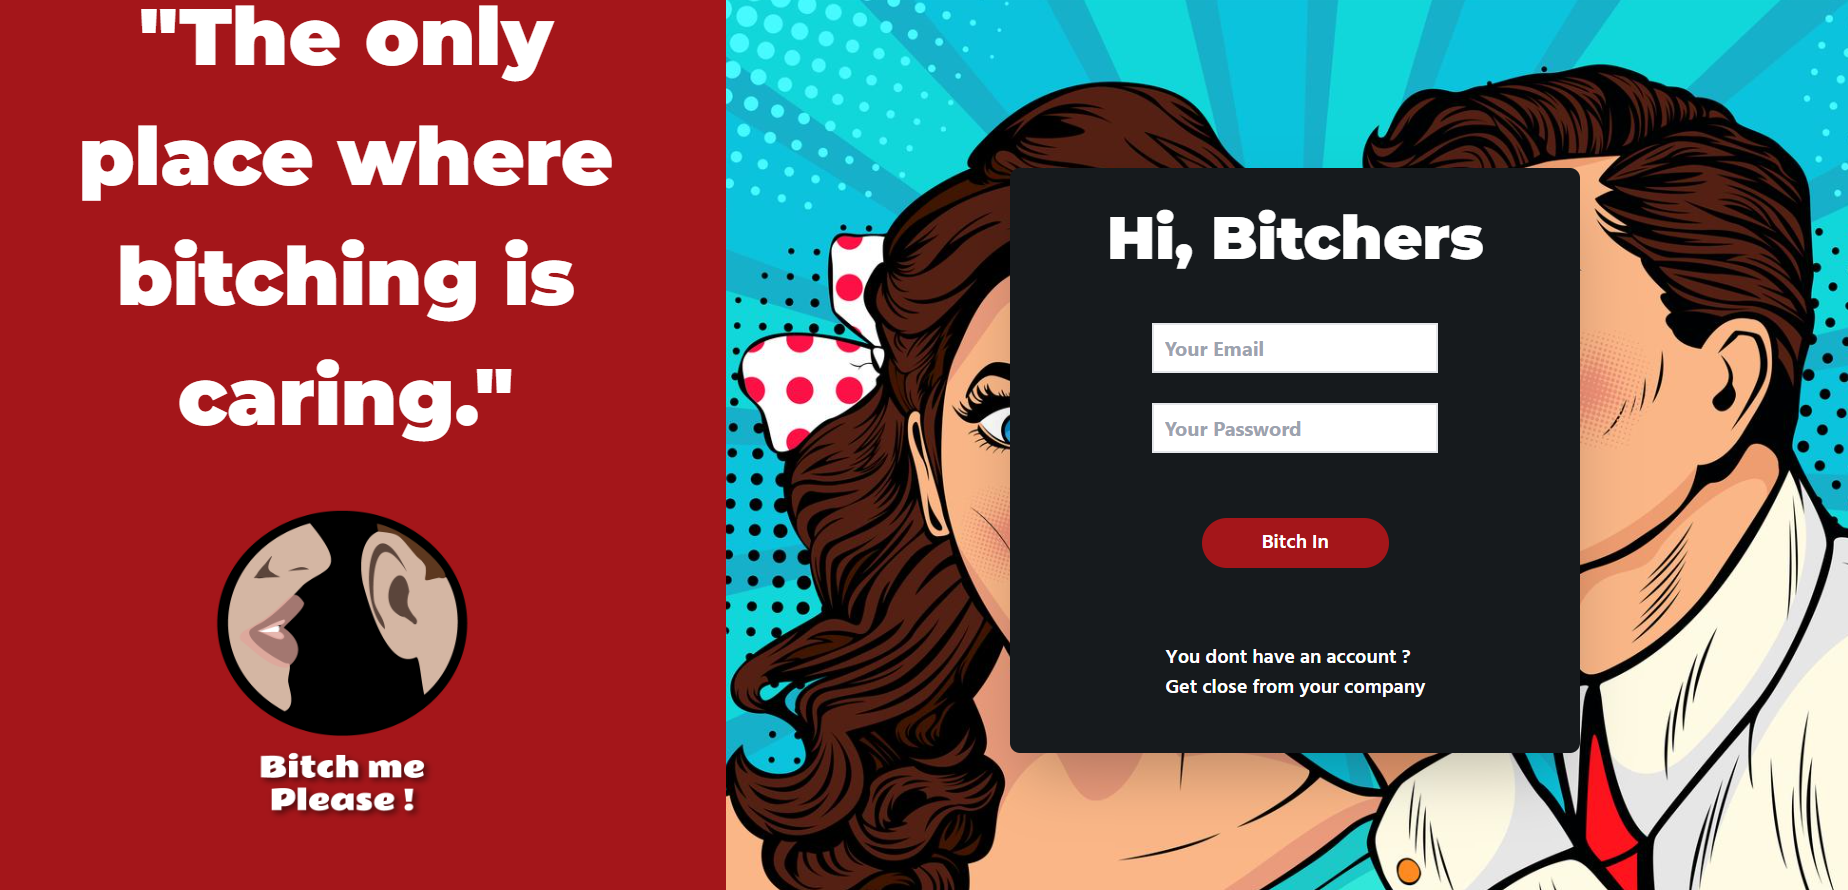 "The only
place where
bitching is
caring."
Bitch me
Please !
Hi, Bitchers
Your Email
Your Password
Bitch In
You dont have an account ?
Get close from your company